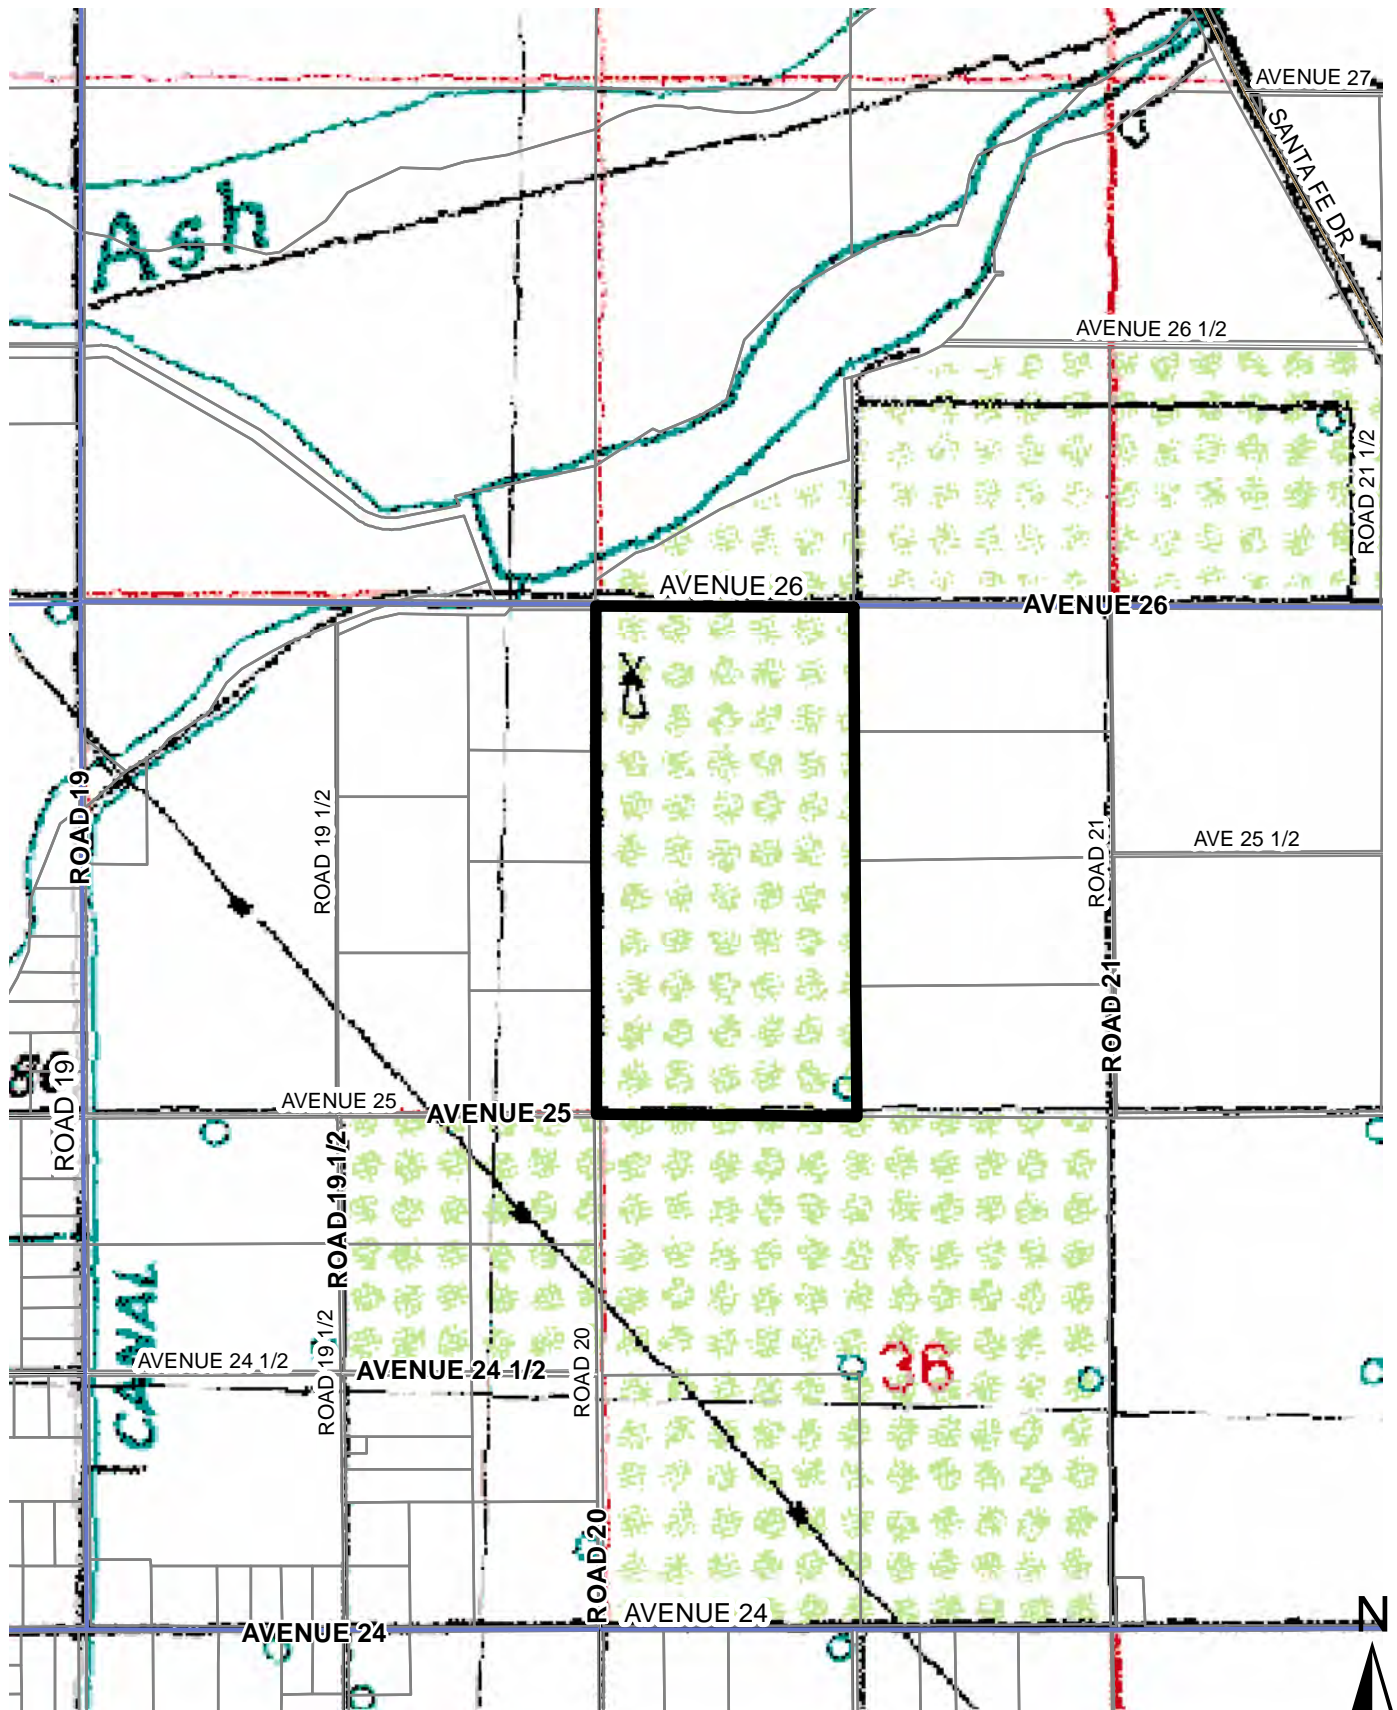 AVENUE 27
SANTA FE DR
Ash
AVENUE 26 1/2
ROAD 21 1/2
AVENUE 26
AVENUE 26
ROAD 19
ROAD 19 1/2
ROAD 21
AVE 25 1/2
ROAD 21
ROAD 19
AVENUE 25
AVENUE 25
ROAD 19 1/2
CANAL
AVENUE 24 1/2
ROAD 19 1/2
AVENUE 24 1/2
ROAD 20
36
ROAD 20
AVENUE 24
AVENUE 24
N